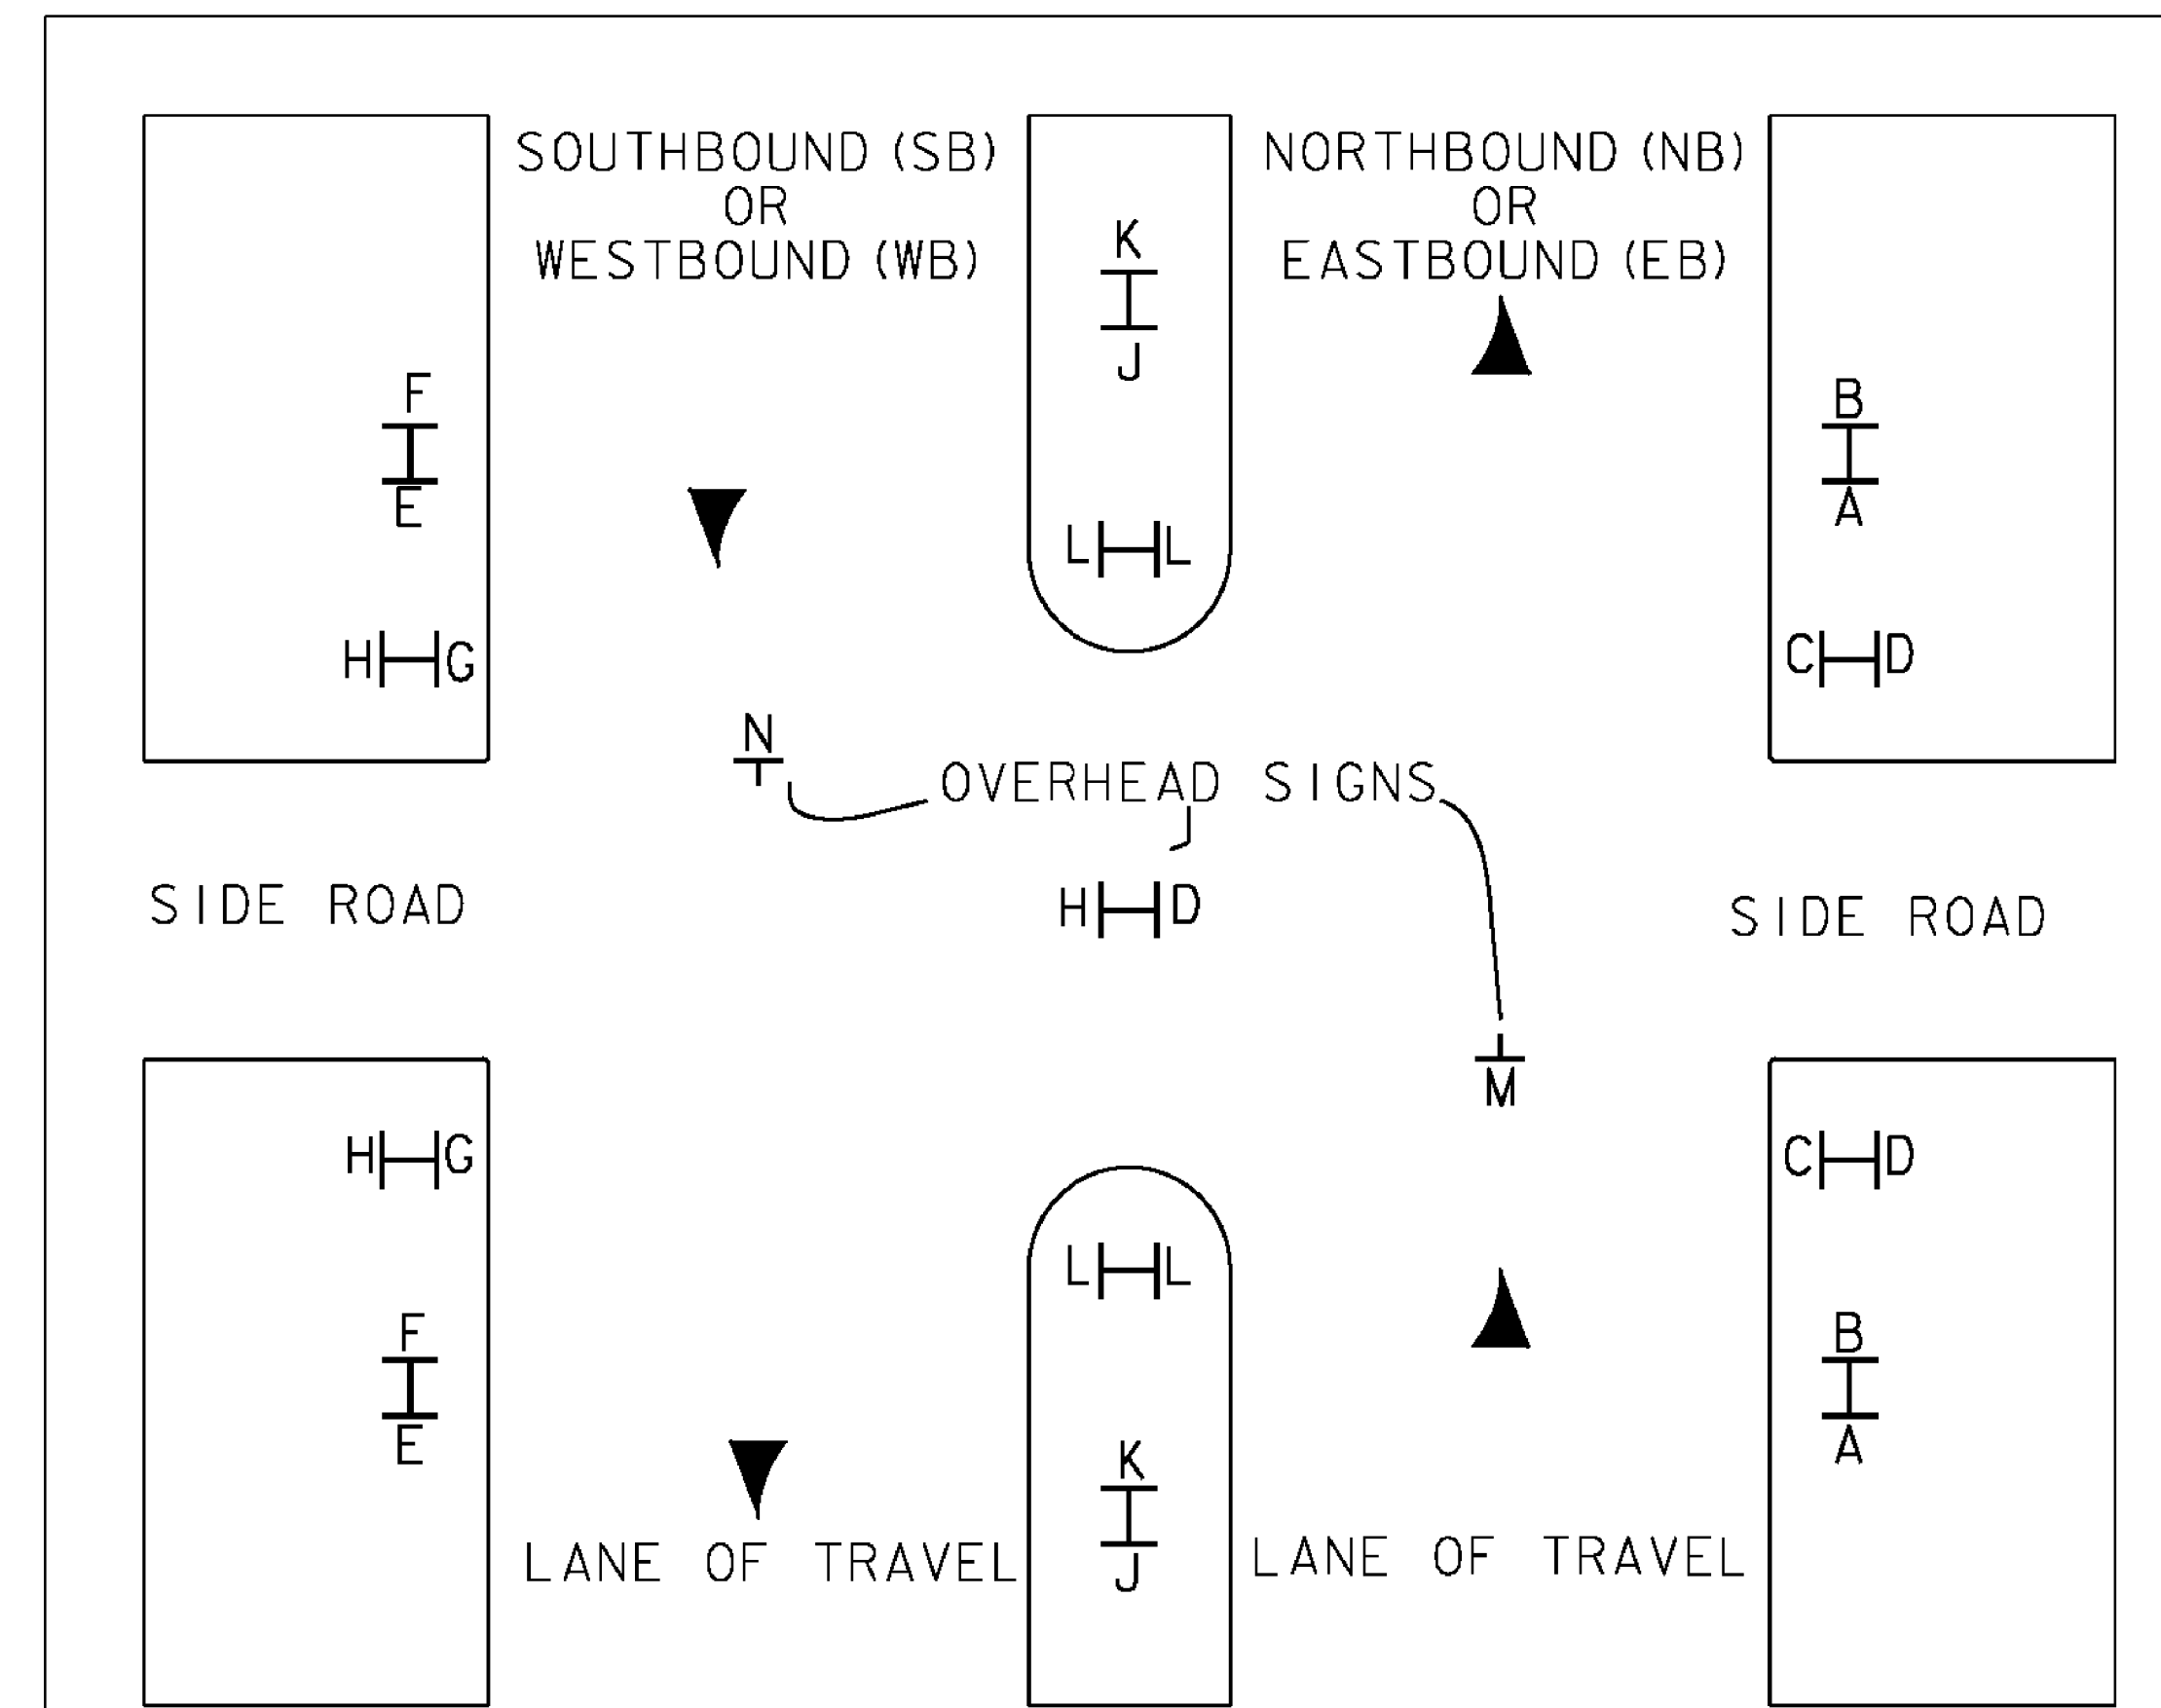 SOUTHBOUND (SB)
OR
WESTBOUND (WB)
NORTHBOUND (NB)
OR
EASTBOUND (EB)
K
J
F
E
B
A
L L
H G
C D
N
OVERHEAD SIGNS
SIDE ROAD
H D
SIDE ROAD
M
H G
C D
L L
F
E
B
A
K
J
LANE OF TRAVEL
LANE OF TRAVEL